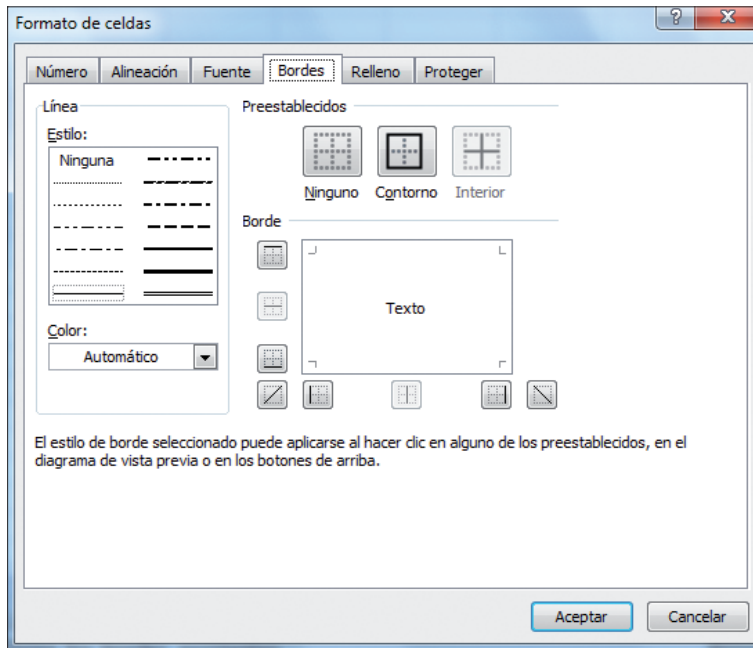 Formato de celdas
Número Alineación Fuente Bordes Relleno Proteger
Línea
Estilo:
Ninguna
Color:
Automático
Preestablecidos
Ninguno Contorno Interior
Borde
Texto
El estilo de borde seleccionado puede aplicarse al hacer clic en alguno de los preestablecidos, en el
diagrama de vista previa o en los botones de arriba.
Aceptar Cancelar